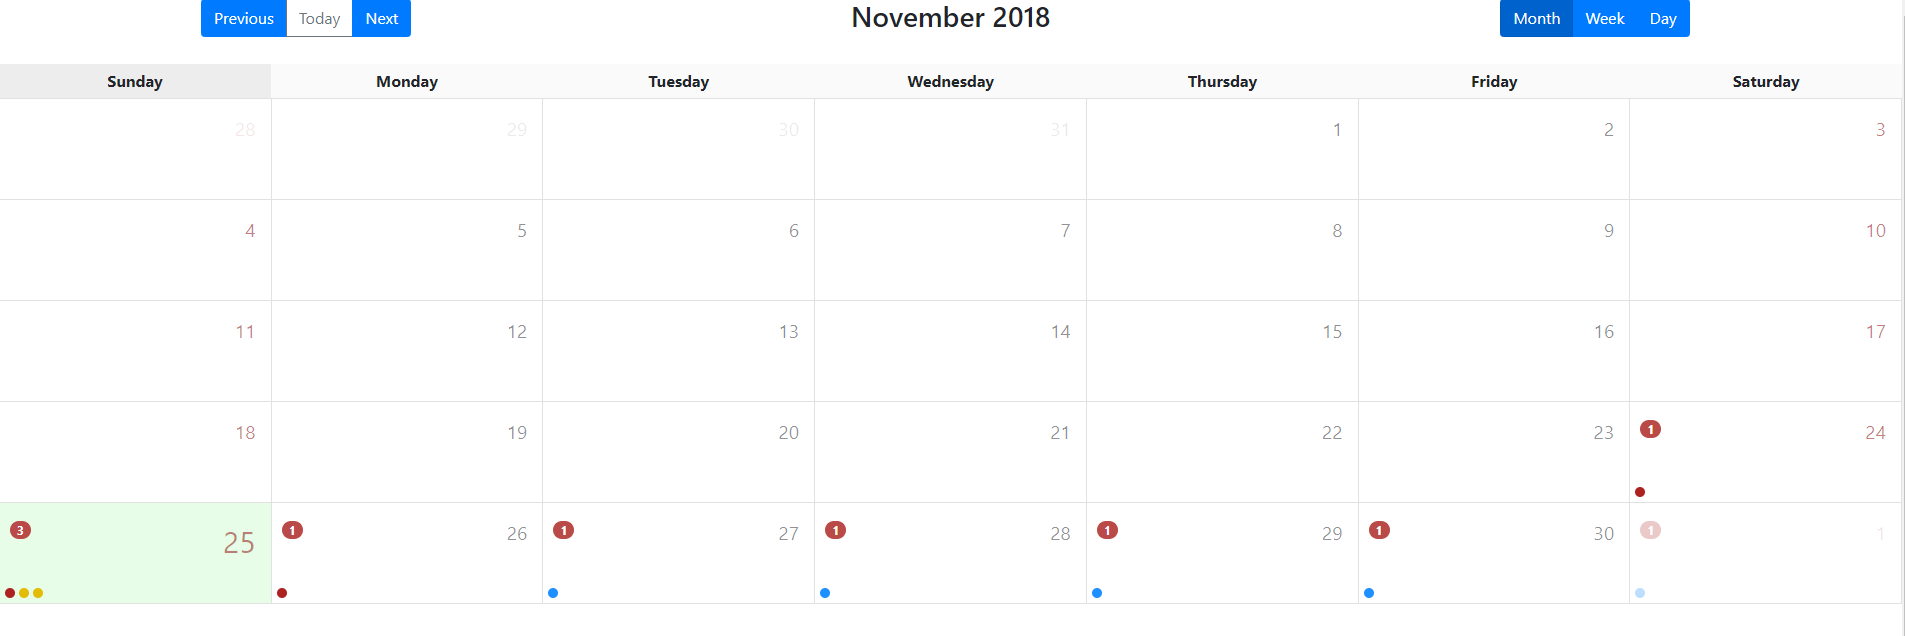 Previous Today Next November 2018 Month Week Day
Sunday Monday Tuesday Wednesday Thursday Friday Saturday
28 29 30 31 1 2 3
4 5 6 7 8 9 10
11 12 13 14 15 16 17
18 19 20 21 22 23 1 24
3 25 1 26 1 27 1 28 1 29 1 30 1 1